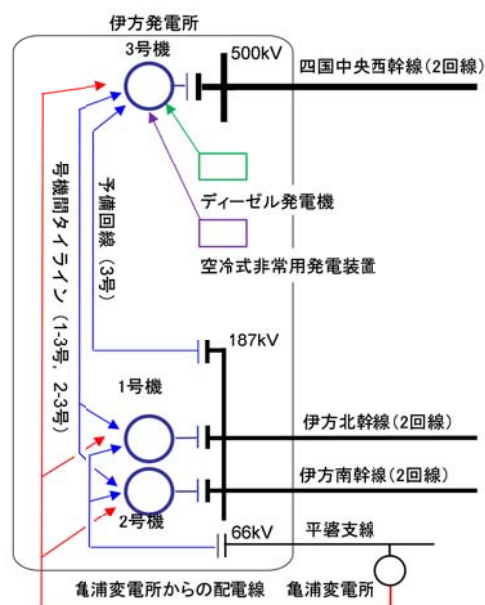 伊方発電所
3号機
500kV
四国中央西幹線(2回線)
ディーゼル発電機
空冷式非常用発電装置
予備回線(3号)
号機間タイライン(1-3号, 2-3号)
187kV
1号機
伊方北幹線(2回線)
伊方南幹線(2回線)
2号機
66kV
平碆支線
亀浦変電所からの配電線
亀浦変電所